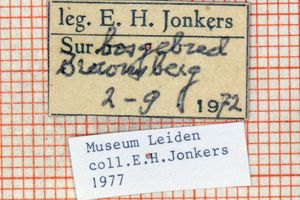 leg. E. H. Jonkers
Sur bosgebied
Brownsberg
2-9 1972
Museum Leiden
coll.E.H.Jonkers
1977